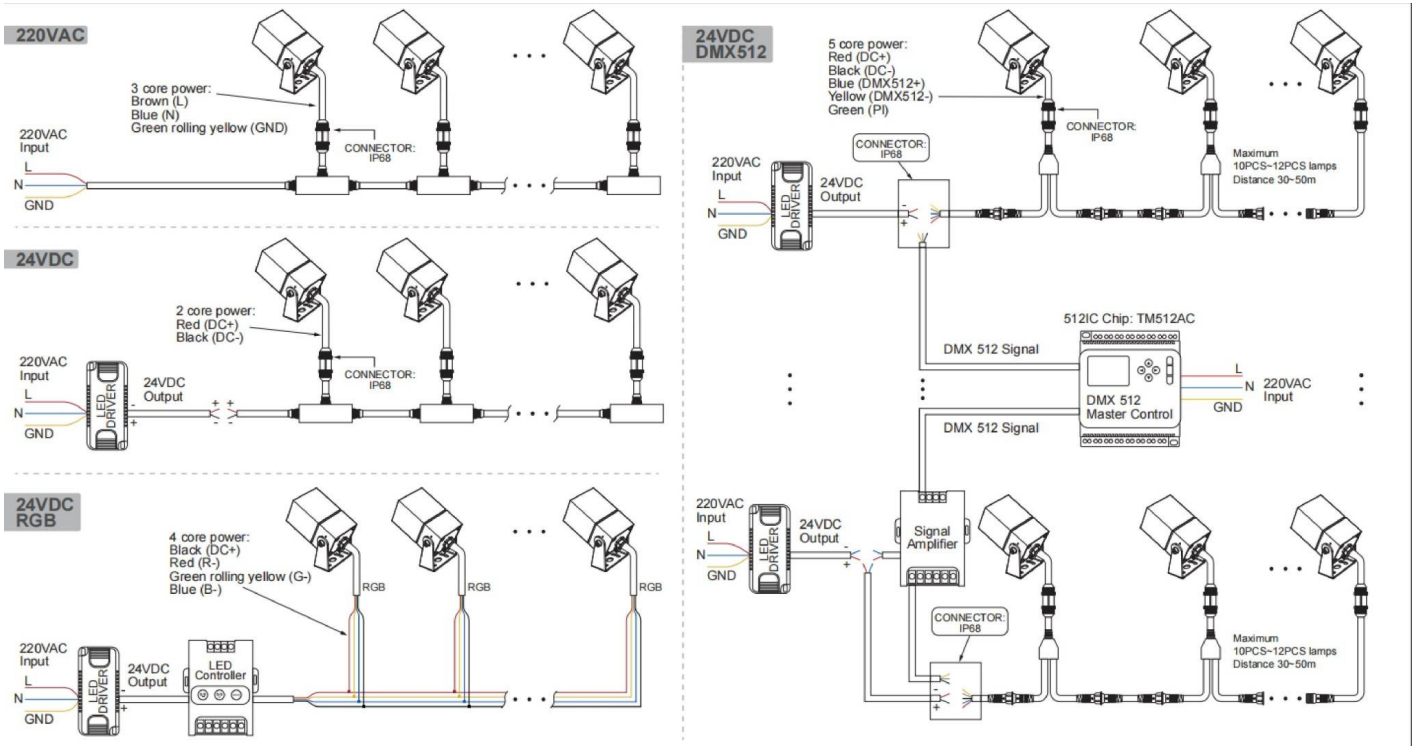 220VAC
3 core power:
Brown (L)
Blue (N)
Green rolling yellow (GND)
CONNECTOR:
IP68
220VAC
Input
L
N
GND
24VDC
2 core power:
Red (DC+)
Black (DC-)
CONNECTOR:
IP68
220VAC
Input
L
N
GND
LED
DRIVER
-
+
24VDC
Output
+ +
- -
24VDC
RGB
4 core power:
Black (DC+)
Red (R-)
Green rolling yellow (G-)
Blue (B-)
RGB
RGB
RGB
220VAC
Input
L
N
GND
LED
DRIVER
-
+
24VDC
Output
LED
Controller
24VDC
DMX512
5 core power:
Red (DC+)
Black (DC-)
Blue (DMX512+)
Yellow (DMX512-)
Green (PI)
CONNECTOR:
IP68
CONNECTOR:
IP68
220VAC
Input
L
N
GND
LED
DRIVER
24VDC
Output
-
+
Maximum
10PCS~12PCS lamps
Distance 30~50m
512IC Chip: TM512AC
DMX 512 Signal
DMX 512
Master Control
L
N
GND
220VAC
Input
DMX 512 Signal
220VAC
Input
L
N
GND
LED
DRIVER
24VDC
Output
-
+
Signal
Amplifier
CONNECTOR:
IP68
-
+
Maximum
10PCS~12PCS lamps
Distance 30~50m